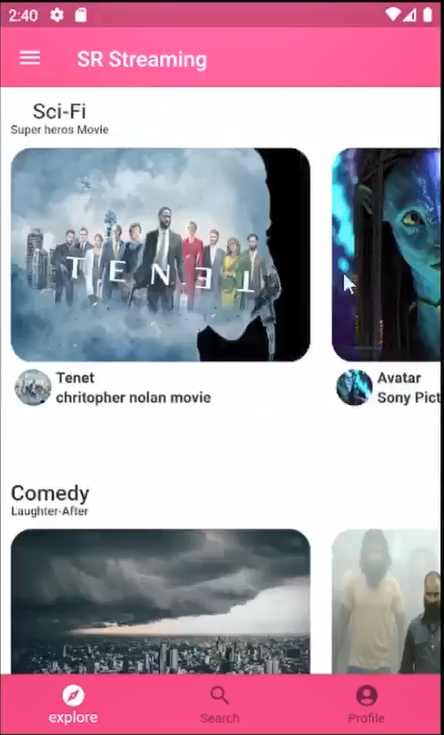 2:40
SR Streaming
Sci-Fi
Super heros Movie
TENET
Tenet
chritopher nolan movie
Avatar
Sony Pict
Comedy
Laughter-After
explore
Search
Profile